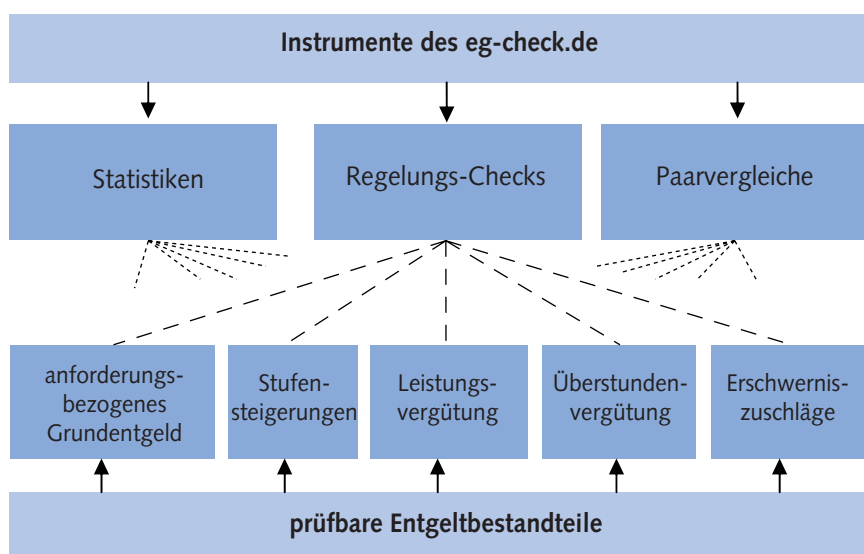 Instrumente des eg-check.de
Statistiken
Regelungs-Checks
Paarvergleiche
anforderungs-
bezogenes
Grundentgeld
Stufen-
steigerungen
Leistungs-
vergütung
Überstunden-
vergütung
Erschwernis-
zuschläge
prüfbare Entgeltbestandteile